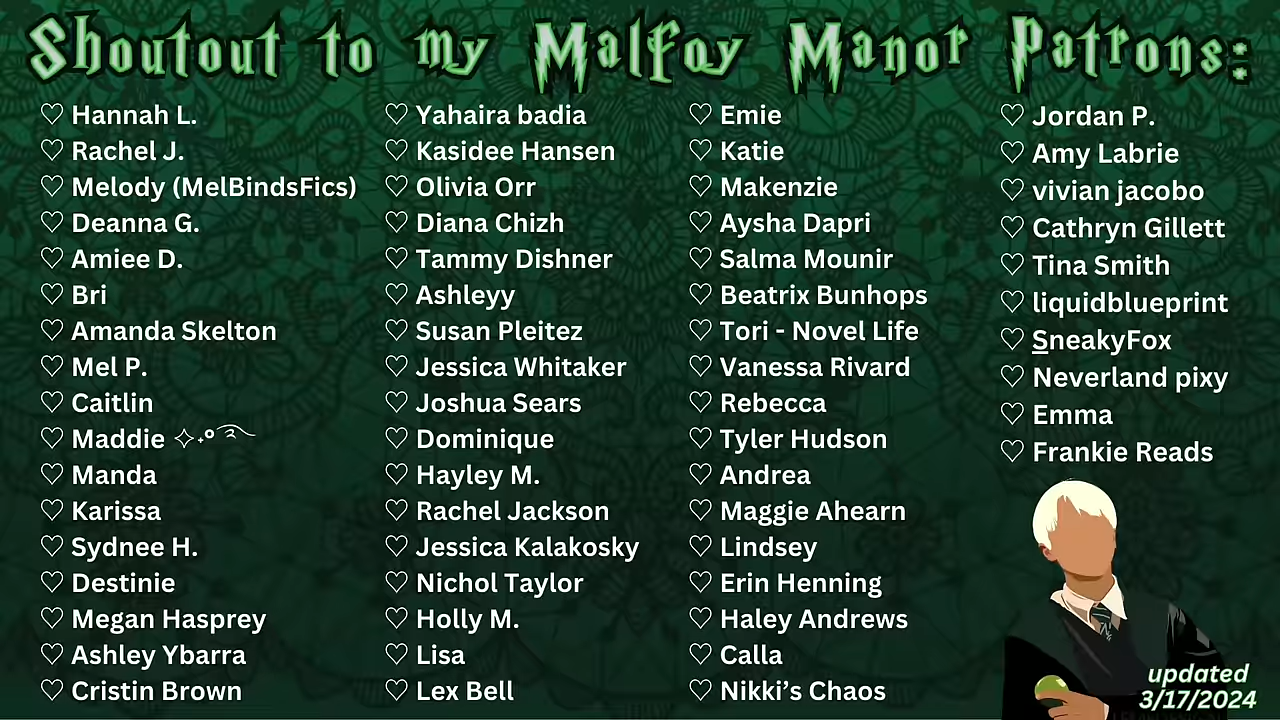 Shoutout to my Malfoy Manor Patrons:
♡ Hannah L.
♡ Rachel J.
♡ Melody (MelBindsFics)
♡ Deanna G.
♡ Amiee D.
♡ Bri
♡ Amanda Skelton
♡ Mel P.
♡ Caitlin
♡ Maddie ✧˖°࿐
♡ Manda
♡ Karissa
♡ Sydnee H.
♡ Destinie
♡ Megan Hasprey
♡ Ashley Ybarra
♡ Cristin Brown
♡ Yahaira badia
♡ Kasidee Hansen
♡ Olivia Orr
♡ Diana Chizh
♡ Tammy Dishner
♡ Ashleyy
♡ Susan Pleitez
♡ Jessica Whitaker
♡ Joshua Sears
♡ Dominique
♡ Hayley M.
♡ Rachel Jackson
♡ Jessica Kalakosky
♡ Nichol Taylor
♡ Holly M.
♡ Lisa
♡ Lex Bell
♡ Emie
♡ Katie
♡ Makenzie
♡ Aysha Dapri
♡ Salma Mounir
♡ Beatrix Bunhops
♡ Tori - Novel Life
♡ Vanessa Rivard
♡ Rebecca
♡ Tyler Hudson
♡ Andrea
♡ Maggie Ahearn
♡ Lindsey
♡ Erin Henning
♡ Haley Andrews
♡ Calla
♡ Nikki’s Chaos
♡ Jordan P.
♡ Amy Labrie
♡ vivian jacobo
♡ Cathryn Gillett
♡ Tina Smith
♡ liquidblueprint
♡ SneakyFox
♡ Neverland pixy
♡ Emma
♡ Frankie Reads
updated
3/17/2024